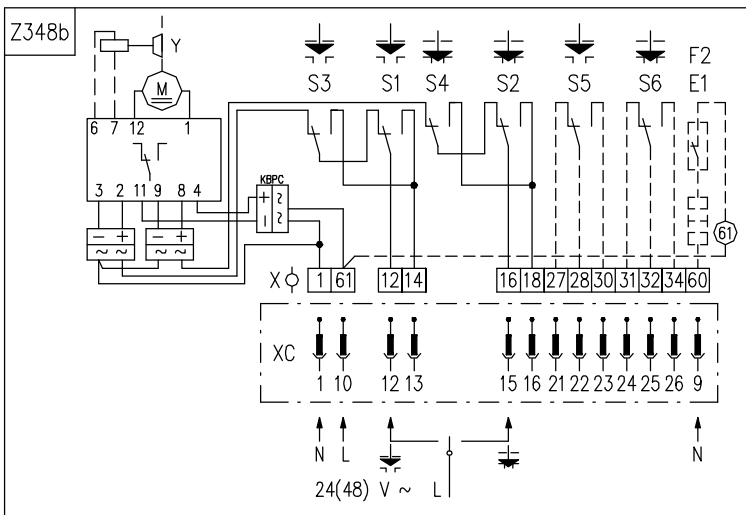 Z348b
Y
M
6 7 12 1
3 2 11 9 8 4
− + − +
~ ~ ~ ~
KBPC
+ ~
− ~
S3 S1 S4 S2 S5 S6 F2
E1
61
X 1 61 12 14 16 18 27 28 30 31 32 34 60
XC
1 10 12 13 15 16 21 22 23 24 25 26 9
N L N
24(48) V ~ L